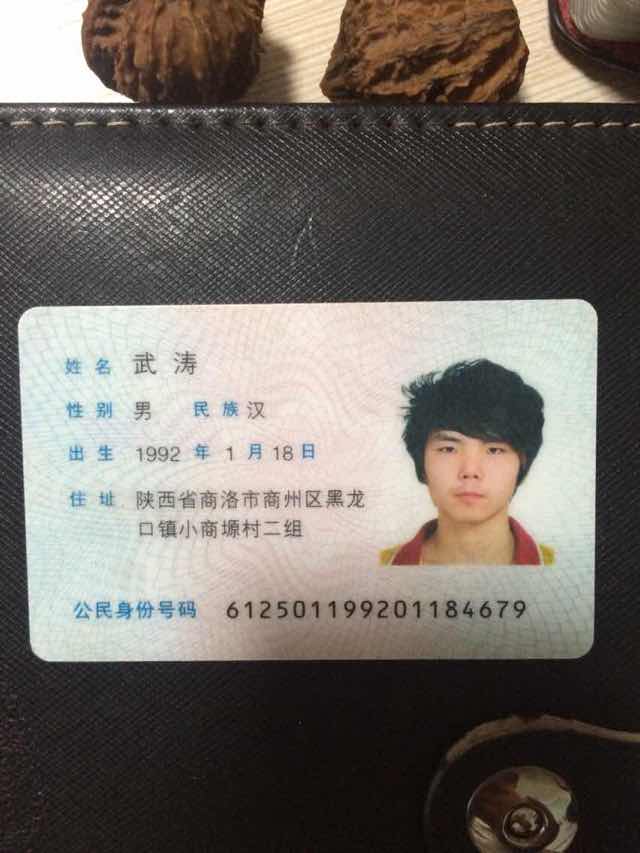 姓名 武涛
性别 男 民族 汉
出生 1992 年 1 月 18 日
住址 陕西省商洛市商州区黑龙
口镇小商塬村二组
公民身份号码 612501199201184679